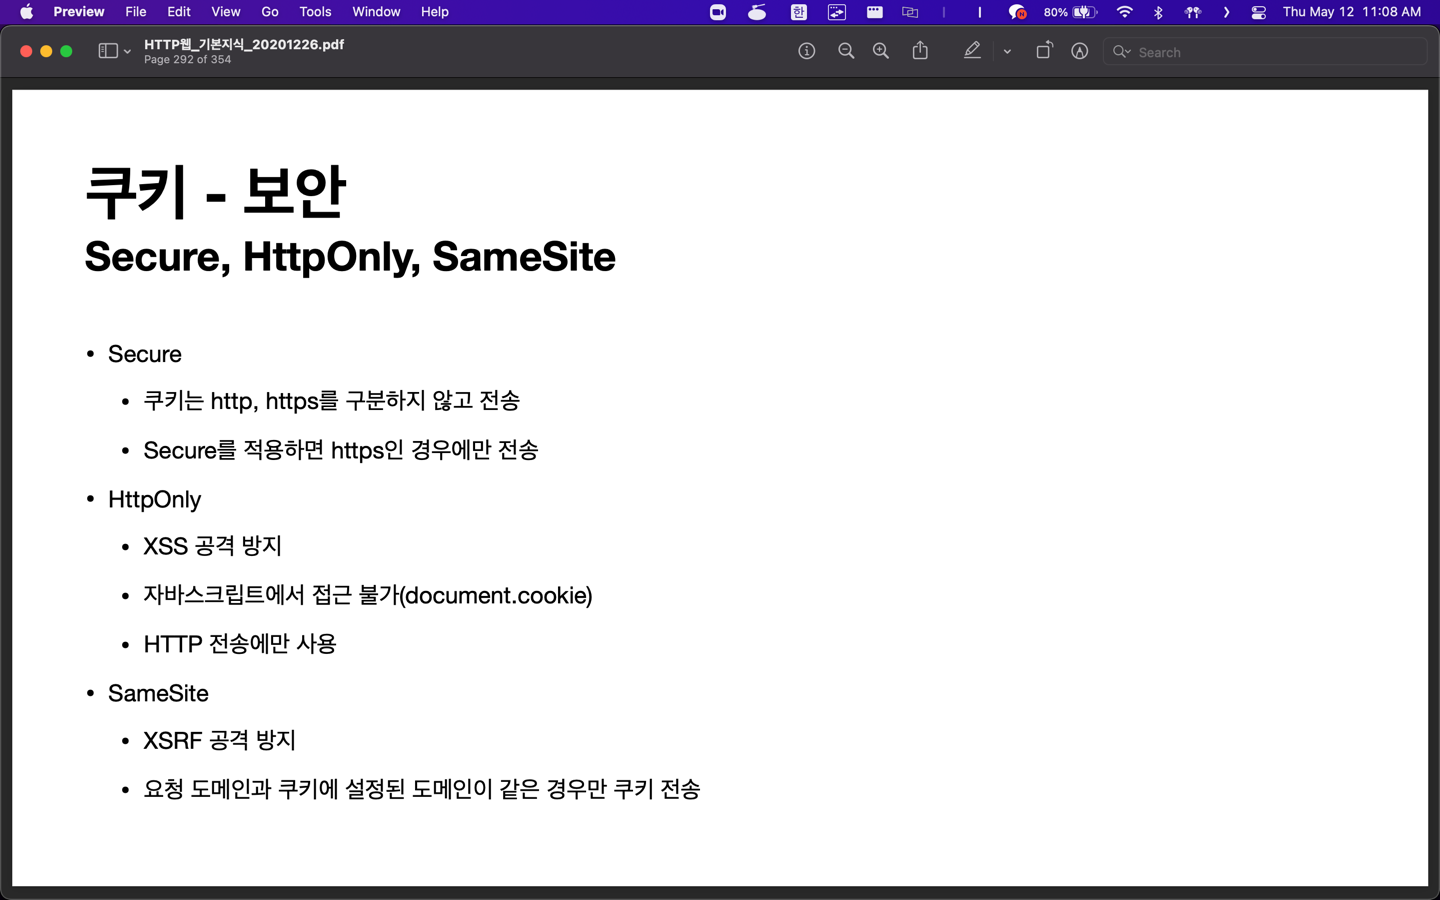 Preview File Edit View Go Tools Window Help 한 80% Thu May 12 11:08 AM
HTTP웹_기본지식_20201226.pdf
Page 292 of 354
Search
쿠키 - 보안
Secure, HttpOnly, SameSite
• Secure
• 쿠키는 http, https를 구분하지 않고 전송
• Secure를 적용하면 https인 경우에만 전송
• HttpOnly
• XSS 공격 방지
• 자바스크립트에서 접근 불가(document.cookie)
• HTTP 전송에만 사용
• SameSite
• XSRF 공격 방지
• 요청 도메인과 쿠키에 설정된 도메인이 같은 경우만 쿠키 전송